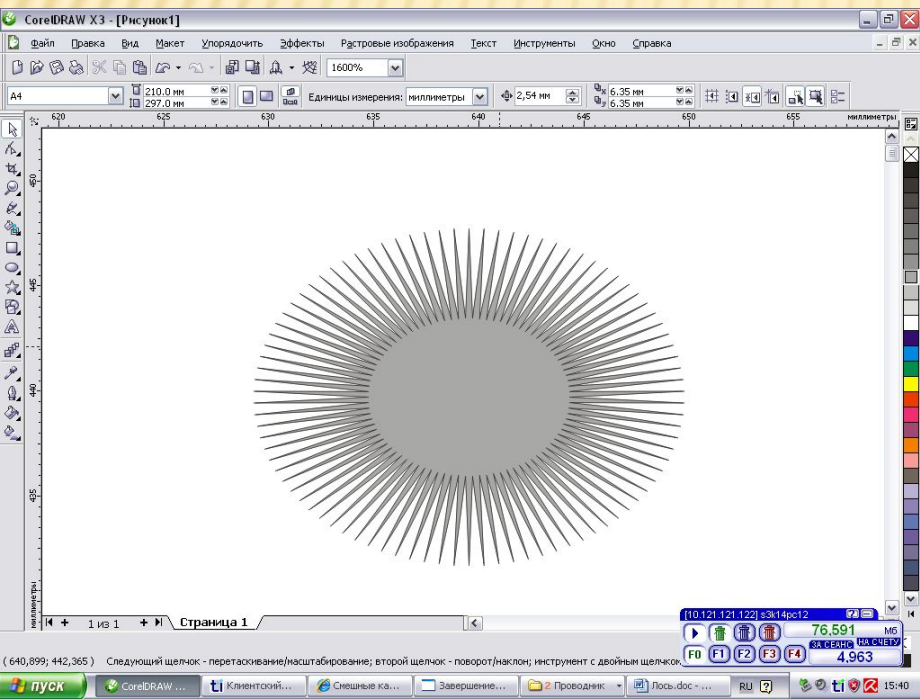 CorelDRAW X3 - [Рисунок1]
Файл Правка Вид Макет Упорядочить Эффекты Растровые изображения Текст Инструменты Окно Справка
1600%
A4 210.0 мм Единицы измерения: миллиметры 2,54 мм 6.35 мм
297.0 мм 6.35 мм
620 625 630 635 640 645 650 655 миллиметры
450
445
440
435
миллиметры
1 из 1 Страница 1
[10.121.121.122] s3k14pc12
76,591 Мб
ЗА СЕАНС НА СЧЕТУ
F0 F1 F2 F3 F4 4,963
( 640,899; 442,365 ) Следующий щелчок - перетаскивание/масштабирование; второй щелчок - поворот/наклон; инструмент с двойным щелчком
пуск CorelDRAW ... Клиентский... Смешные ка... Завершение... 2 Проводник Лось.doc - ... RU 15:40